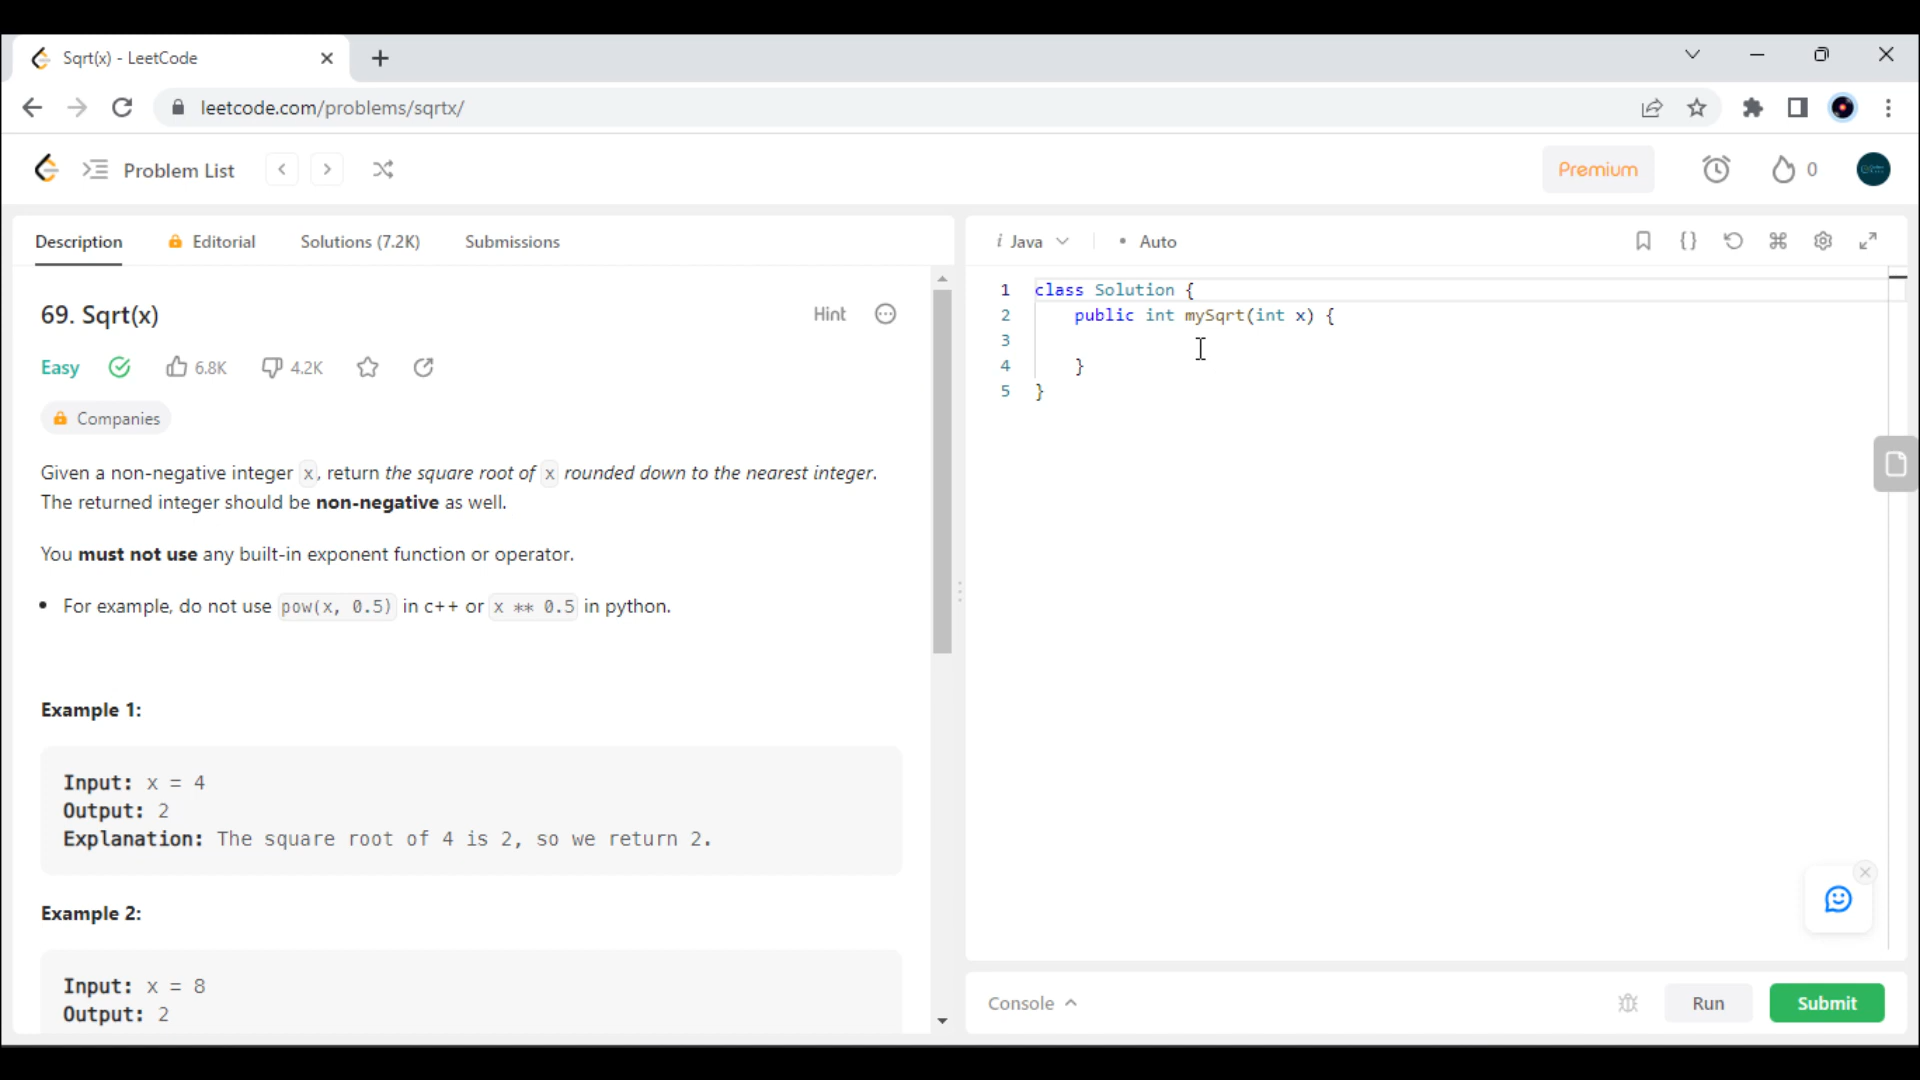 Sqrt(x) - LeetCode
leetcode.com/problems/sqrtx/
Problem List
Premium
0
Description
Editorial
Solutions (7.2K)
Submissions
69. Sqrt(x)
Hint
Easy
6.8K
4.2K
Companies
Given a non-negative integer x, return the square root of x rounded down to the nearest integer.
The returned integer should be non-negative as well.
You must not use any built-in exponent function or operator.
• For example, do not use pow(x, 0.5) in c++ or x ** 0.5 in python.
Example 1:
Input: x = 4
Output: 2
Explanation: The square root of 4 is 2, so we return 2.
Example 2:
Input: x = 8
Output: 2
i Java
• Auto
1 class Solution {
2 public int mySqrt(int x) {
3
4 }
5 }
Console
Run
Submit